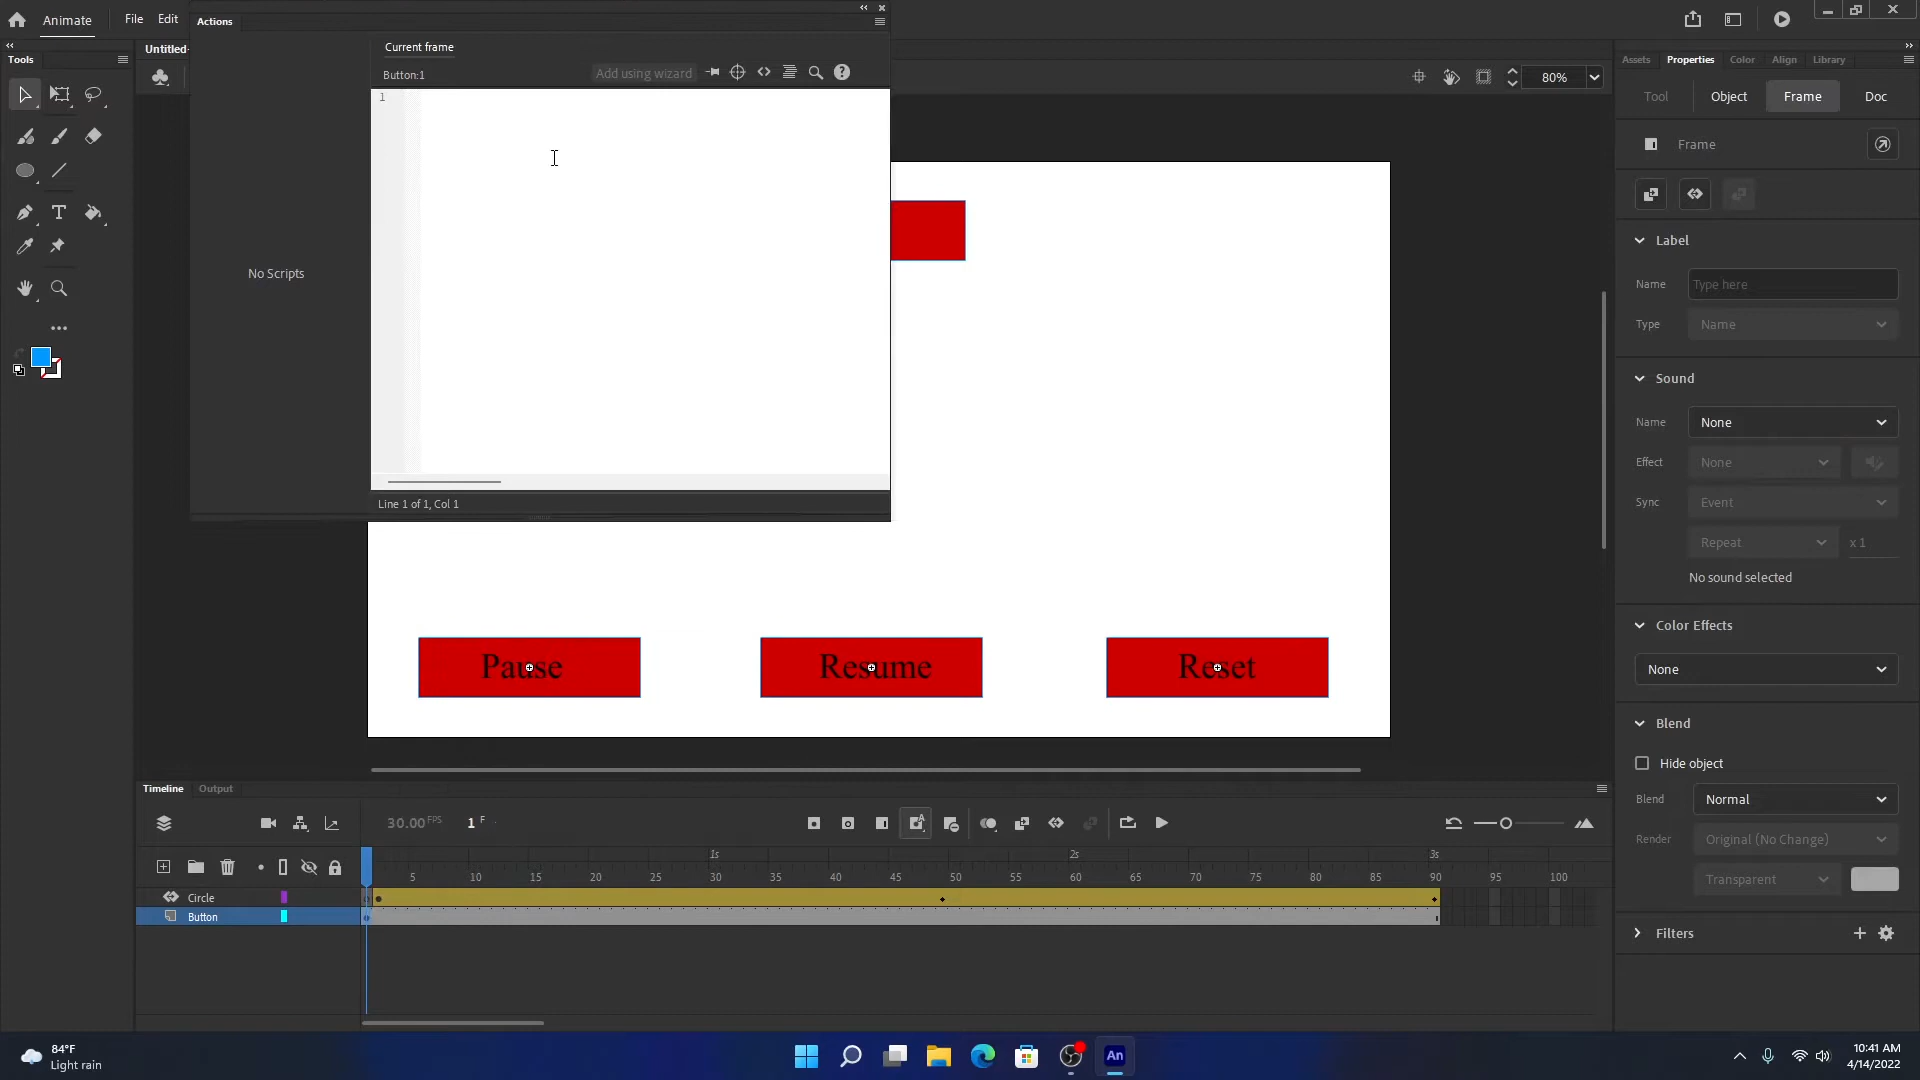 Animate
File
Edit
Actions
Untitled-
Current frame
Button:1
Add using wizard
1
No Scripts
Line 1 of 1, Col 1
80%
Tools
Assets
Properties
Color
Align
Library
Tool
Object
Frame
Doc
Frame
Label
Name
Type here
Type
Name
Sound
Name
None
Effect
None
Sync
Event
Repeat
x 1
No sound selected
Color Effects
None
Blend
Hide object
Blend
Normal
Render
Original (No Change)
Transparent
Filters
Pause
Resume
Reset
Timeline
Output
30.00 FPS
1 F
1s
2s
3s
5 10 15 20 25 30 35 40 45 50 55 60 65 70 75 80 85 90 95 100
Circle
Button
84°F
Light rain
An
10:41 AM
4/14/2022